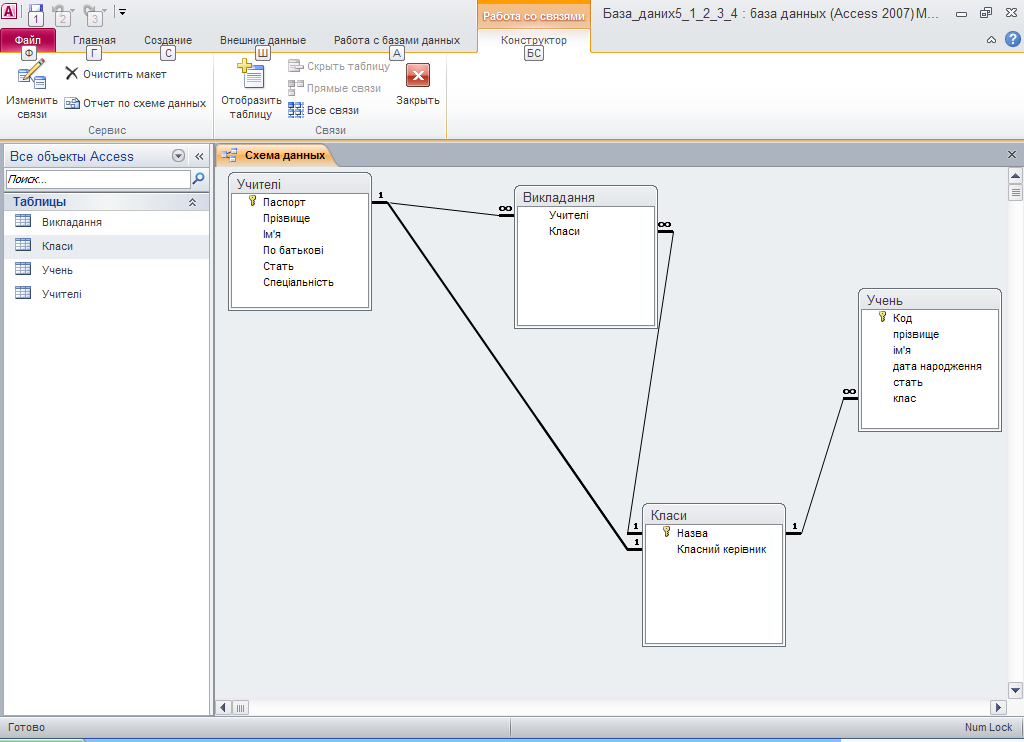 Работа со связями
База_даних5_1_2_3_4 : база данных (Access 2007) M...
A
1
2
3
Файл
Главная
Создание
Внешние данные
Работа с базами данных
Конструктор
Ф
Г
С
Ш
А
БС
Изменить связи
Очистить макет
Отчет по схеме данных
Сервис
Отобразить таблицу
Скрыть таблицу
Прямые связи
Все связи
Закрыть
Связи
Все объекты Access
Поиск...
Таблицы
Викладання
Класи
Учень
Учителі
Схема данных
Учителі
Паспорт
Прізвище
Ім'я
По батькові
Стать
Спеціальність
1
∞
Викладання
Учителі
Класи
∞
Учень
Код
прізвище
ім'я
дата народження
стать
клас
∞
Класи
Назва
Класний керівник
1
1
1
Готово
Num Lock